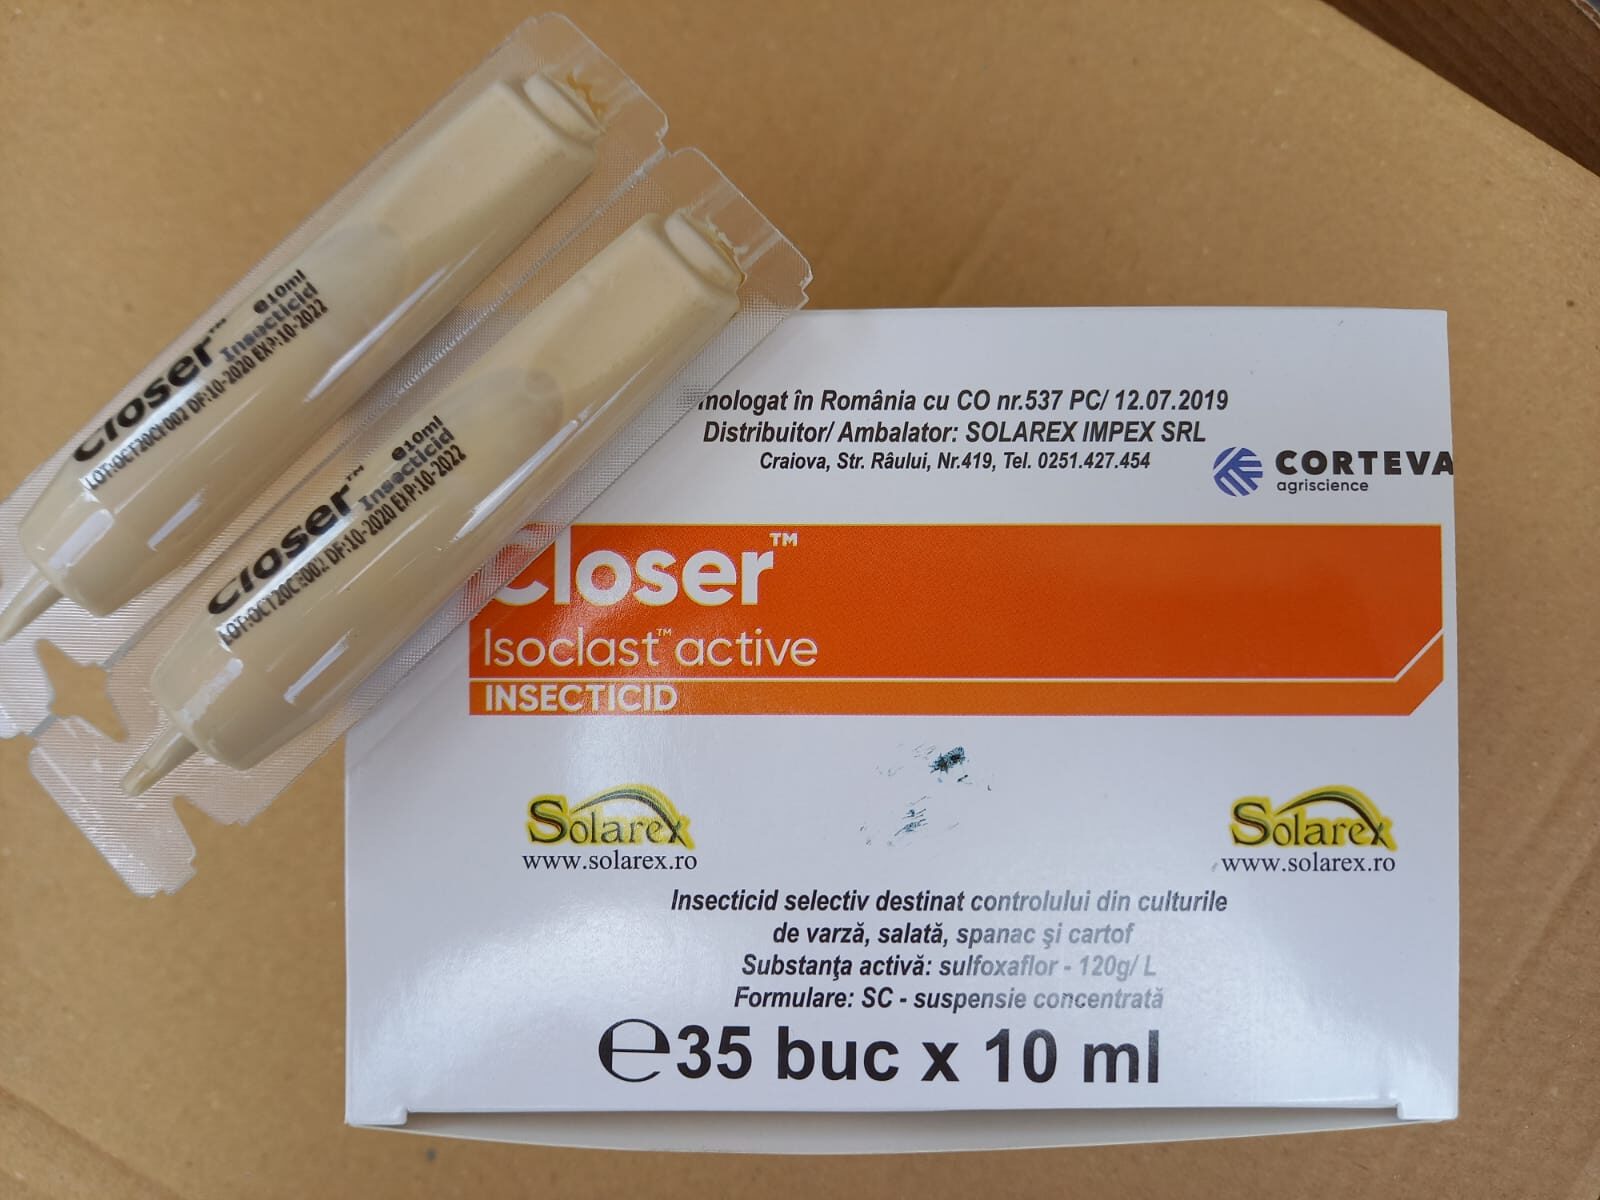 Closer™ ℮10ml
Insecticid
LOT:OCT20CF002 DF:10-2020 EXP:10-2022
Closer™ ℮10ml
Insecticid
LOT:OCT20CE002 DF:10-2020 EXP:10-2022
mologat în România cu CO nr.537 PC/ 12.07.2019
Distribuitor/ Ambalator: SOLAREX IMPEX SRL
Craiova, Str. Râului, Nr.419, Tel. 0251.427.454
CORTEVA
agriscience
Closer™
Isoclast™ active
INSECTICID
Solarex
www.solarex.ro
Solarex
www.solarex.ro
Insecticid selectiv destinat controlului din culturile
de varză, salată, spanac şi cartof
Substanţa activă: sulfoxaflor - 120g/ L
Formulare: SC - suspensie concentrată
℮35 buc x 10 ml